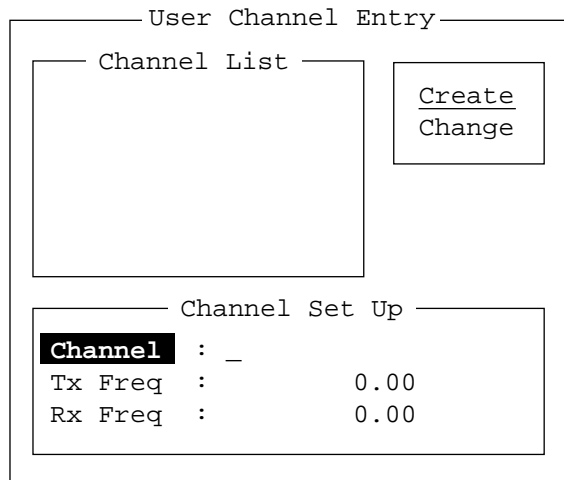 User Channel Entry
Channel List
Create
Change
Channel Set Up
Channel : _
Tx Freq : 0.00
Rx Freq : 0.00